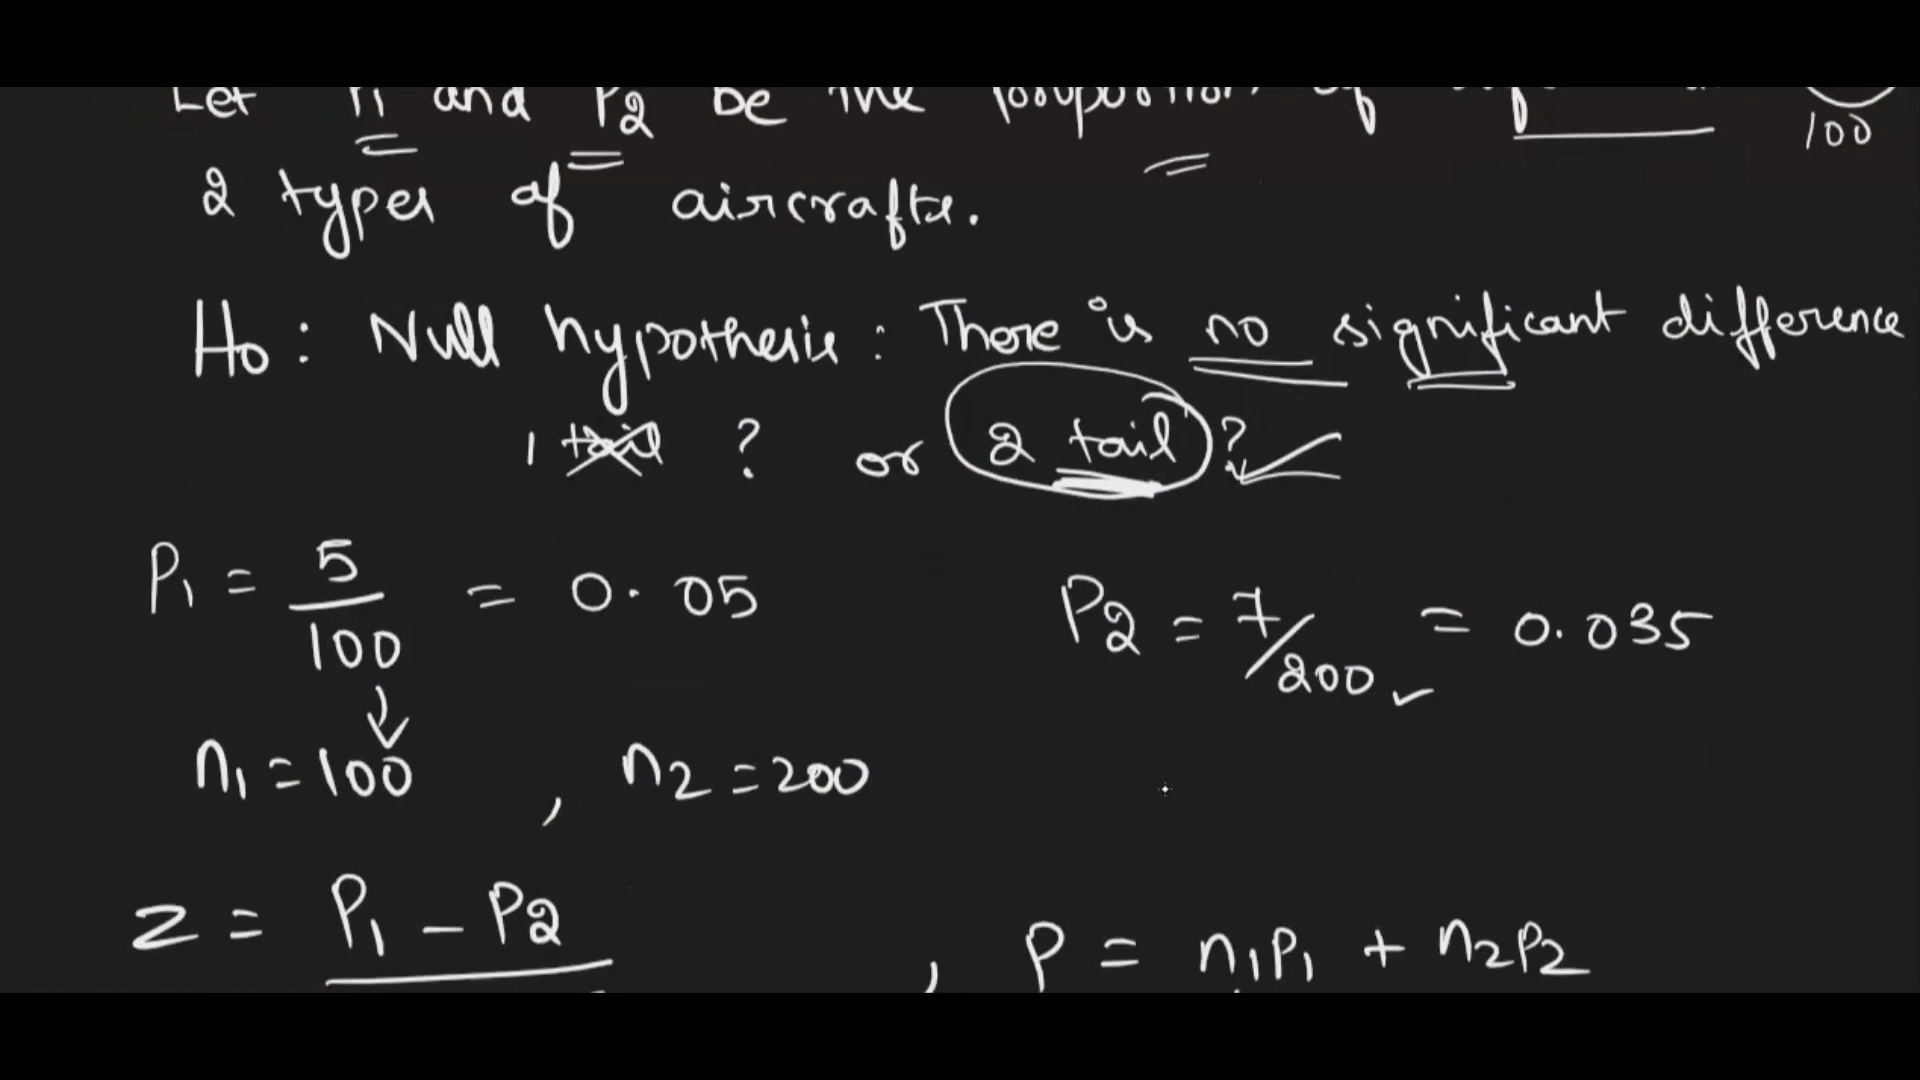 Let P1 and P2 be the of
100
2 types of aircrafts.
Ho: Null hypothesis: There is no significant difference
1 tail ? or 2 tail ?
P1 = 5/100 = 0.05
P2 = 7/200 = 0.035
n1 = 100 , n2 = 200
z = P1 - P2
, P = n1P1 + n2P2